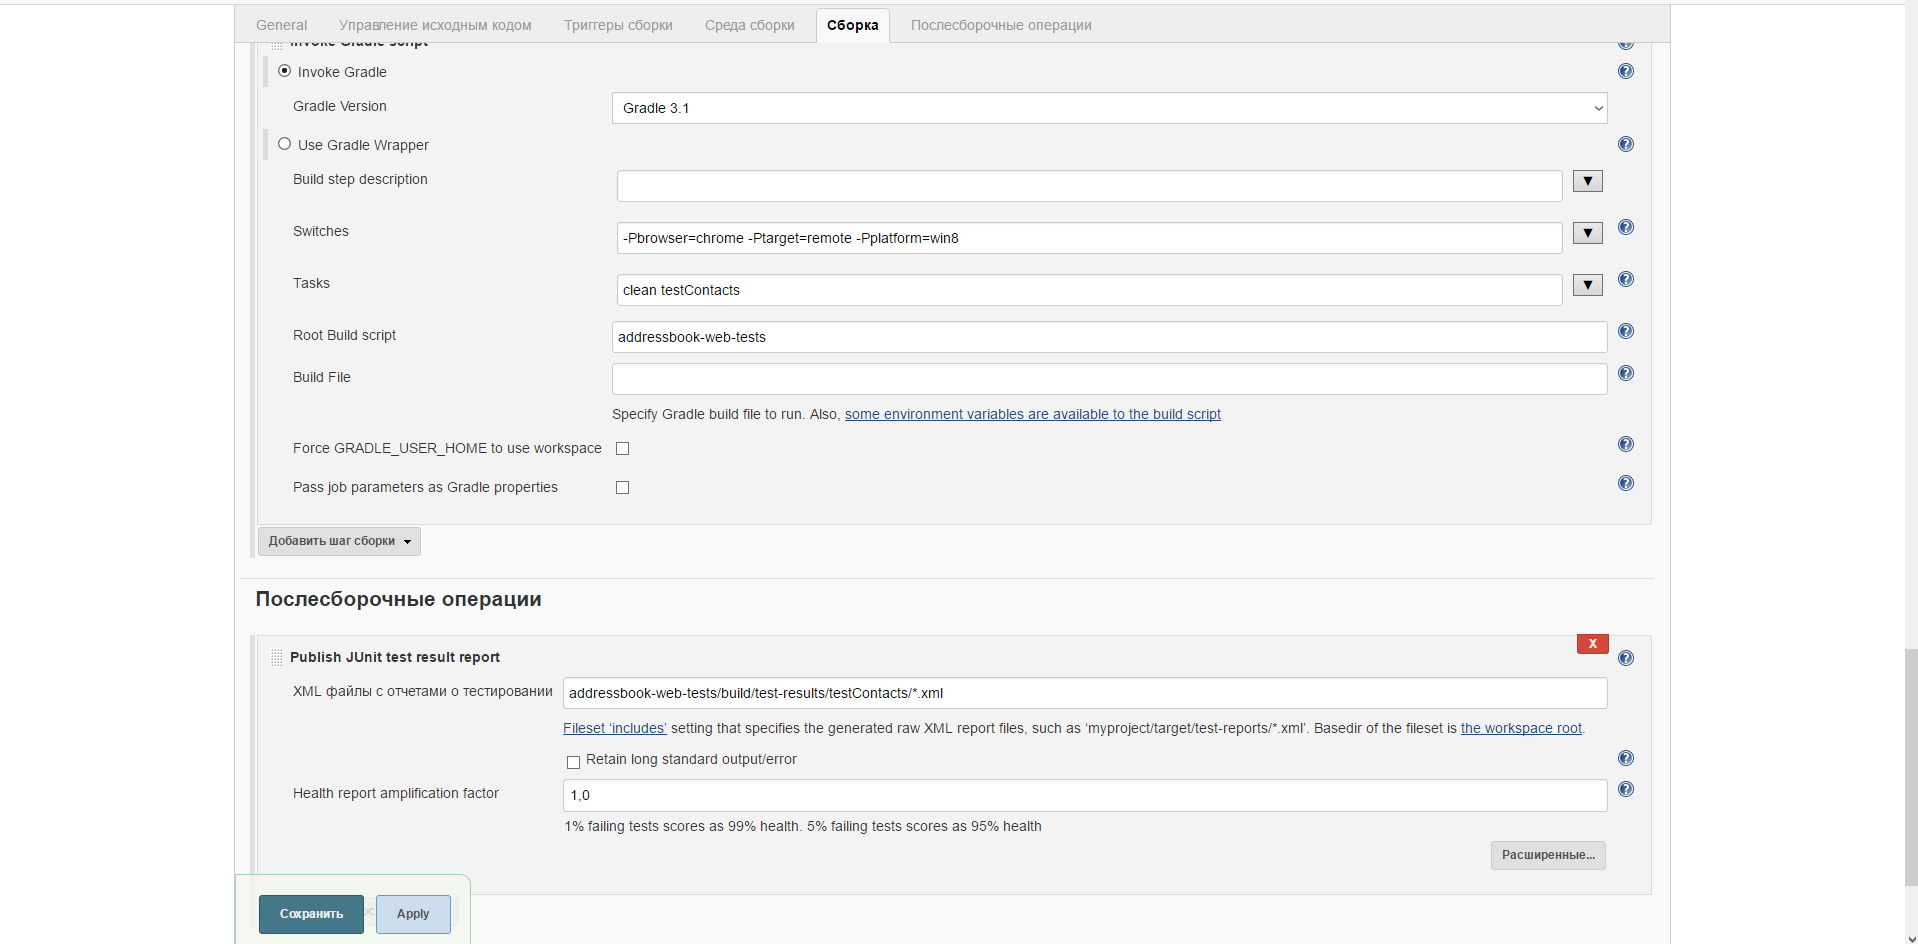 General Управление исходным кодом Триггеры сборки Среда сборки Сборка Послесборочные операции
Invoke Gradle script
Invoke Gradle
Gradle Version Gradle 3.1
Use Gradle Wrapper
Build step description
Switches -Pbrowser=chrome -Ptarget=remote -Pplatform=win8
Tasks clean testContacts
Root Build script addressbook-web-tests
Build File
Specify Gradle build file to run. Also, some environment variables are available to the build script
Force GRADLE_USER_HOME to use workspace
Pass job parameters as Gradle properties
Добавить шаг сборки
Послесборочные операции
X
Publish JUnit test result report
XML файлы с отчетами о тестировании addressbook-web-tests/build/test-results/testContacts/*.xml
Fileset ‘includes’ setting that specifies the generated raw XML report files, such as ‘myproject/target/test-reports/*.xml’. Basedir of the fileset is the workspace root.
Retain long standard output/error
Health report amplification factor 1,0
1% failing tests scores as 99% health. 5% failing tests scores as 95% health
Расширенные...
Сохранить Apply